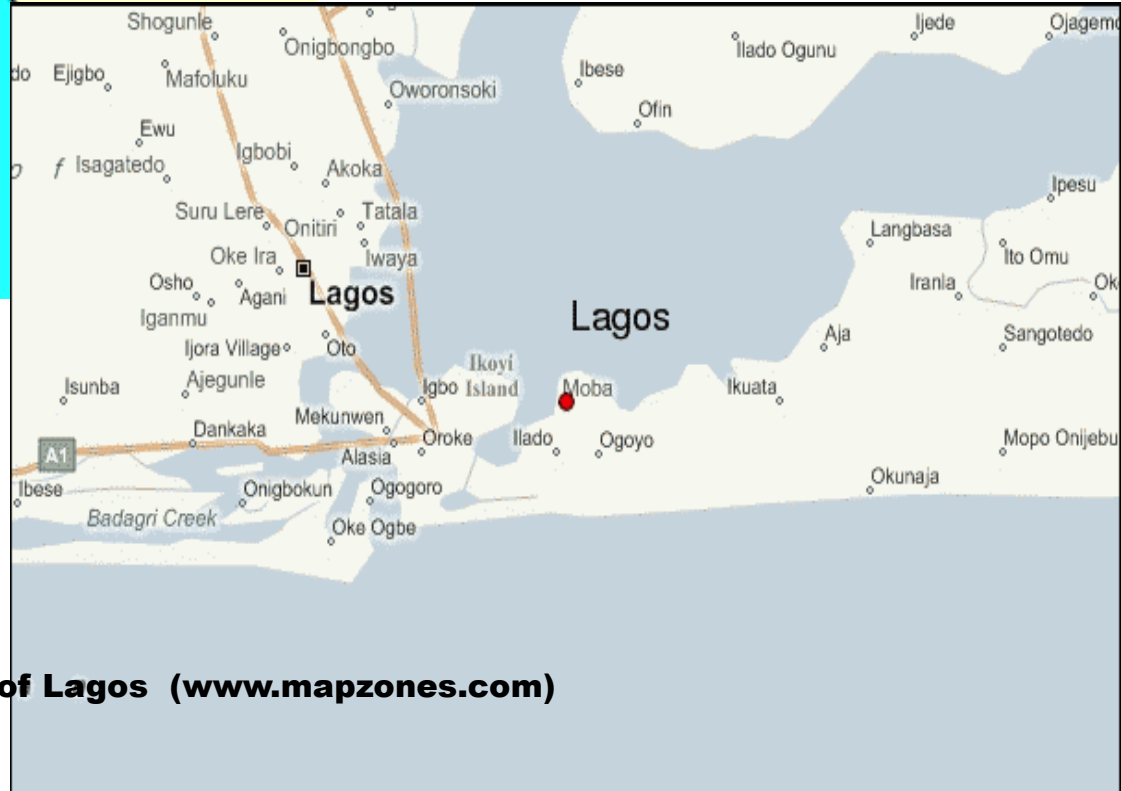 Shogunle
Ijede
Ojagemo
Onigbongbo
Ilado Ogunu
do
Ejigbo
Mafoluku
Ibese
Oworonsoki
Ofin
Ewu
Igbobi
f
Isagatedo
Akoka
Ipesu
Suru Lere
Onitiri
Tatala
Langbasa
Oke Ira
Iwaya
Ito Omu
Osho
Agani
Lagos
Iranla
Ok
Iganmu
Lagos
Aja
Sangotedo
Ijora Village
Oto
Ikoyi
Island
Isunba
Ajegunle
Igbo
Moba
Ikuata
Mekunwen
Dankaka
Oroke
Ilado
Ogoyo
Mopo Onijebu
A1
Alasia
Okunaja
Ibese
Onigbokun
Ogogoro
Badagri Creek
Oke Ogbe
of Lagos (www.mapzones.com)